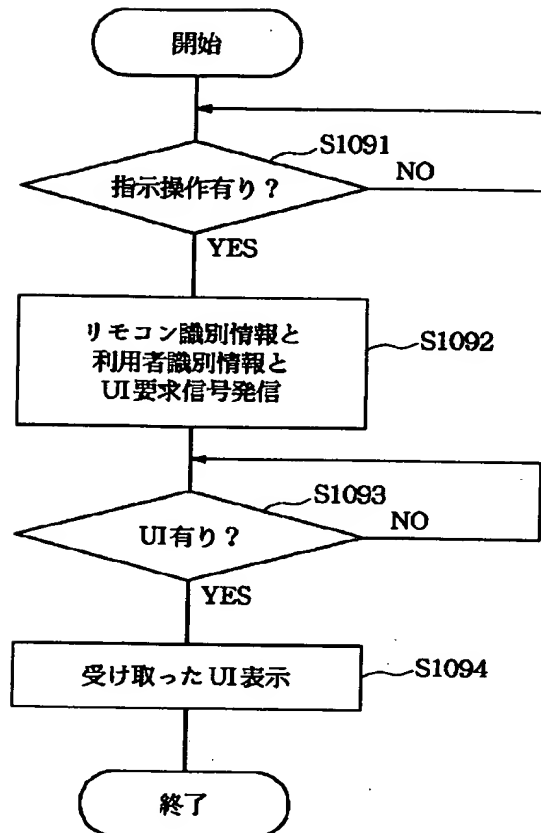 開始
S1091
指示操作有り？
NO
YES
リモコン識別情報と
利用者識別情報と
UI要求信号発信
S1092
S1093
UI有り？
NO
YES
受け取ったUI表示
S1094
終了